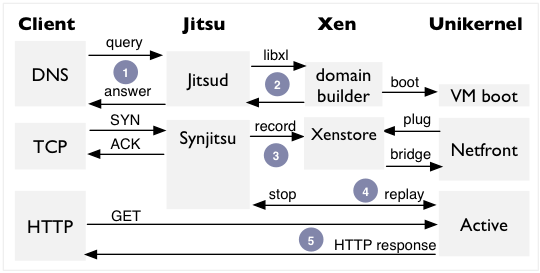 Client Jitsu Xen Unikernel
query libxl
DNS 1 Jitsud 2 domain builder boot VM boot
answer
SYN record plug
TCP Synjitsu Xenstore Netfront
ACK 3 bridge
stop 4 replay
HTTP GET Active
5 HTTP response